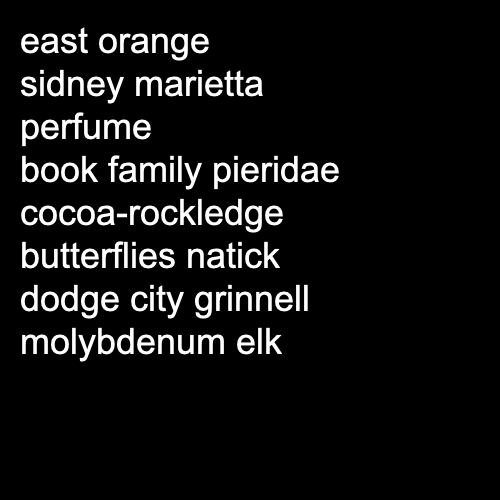 east orange
sidney marietta
perfume
book family pieridae
cocoa-rockledge
butterflies natick
dodge city grinnell
molybdenum elk